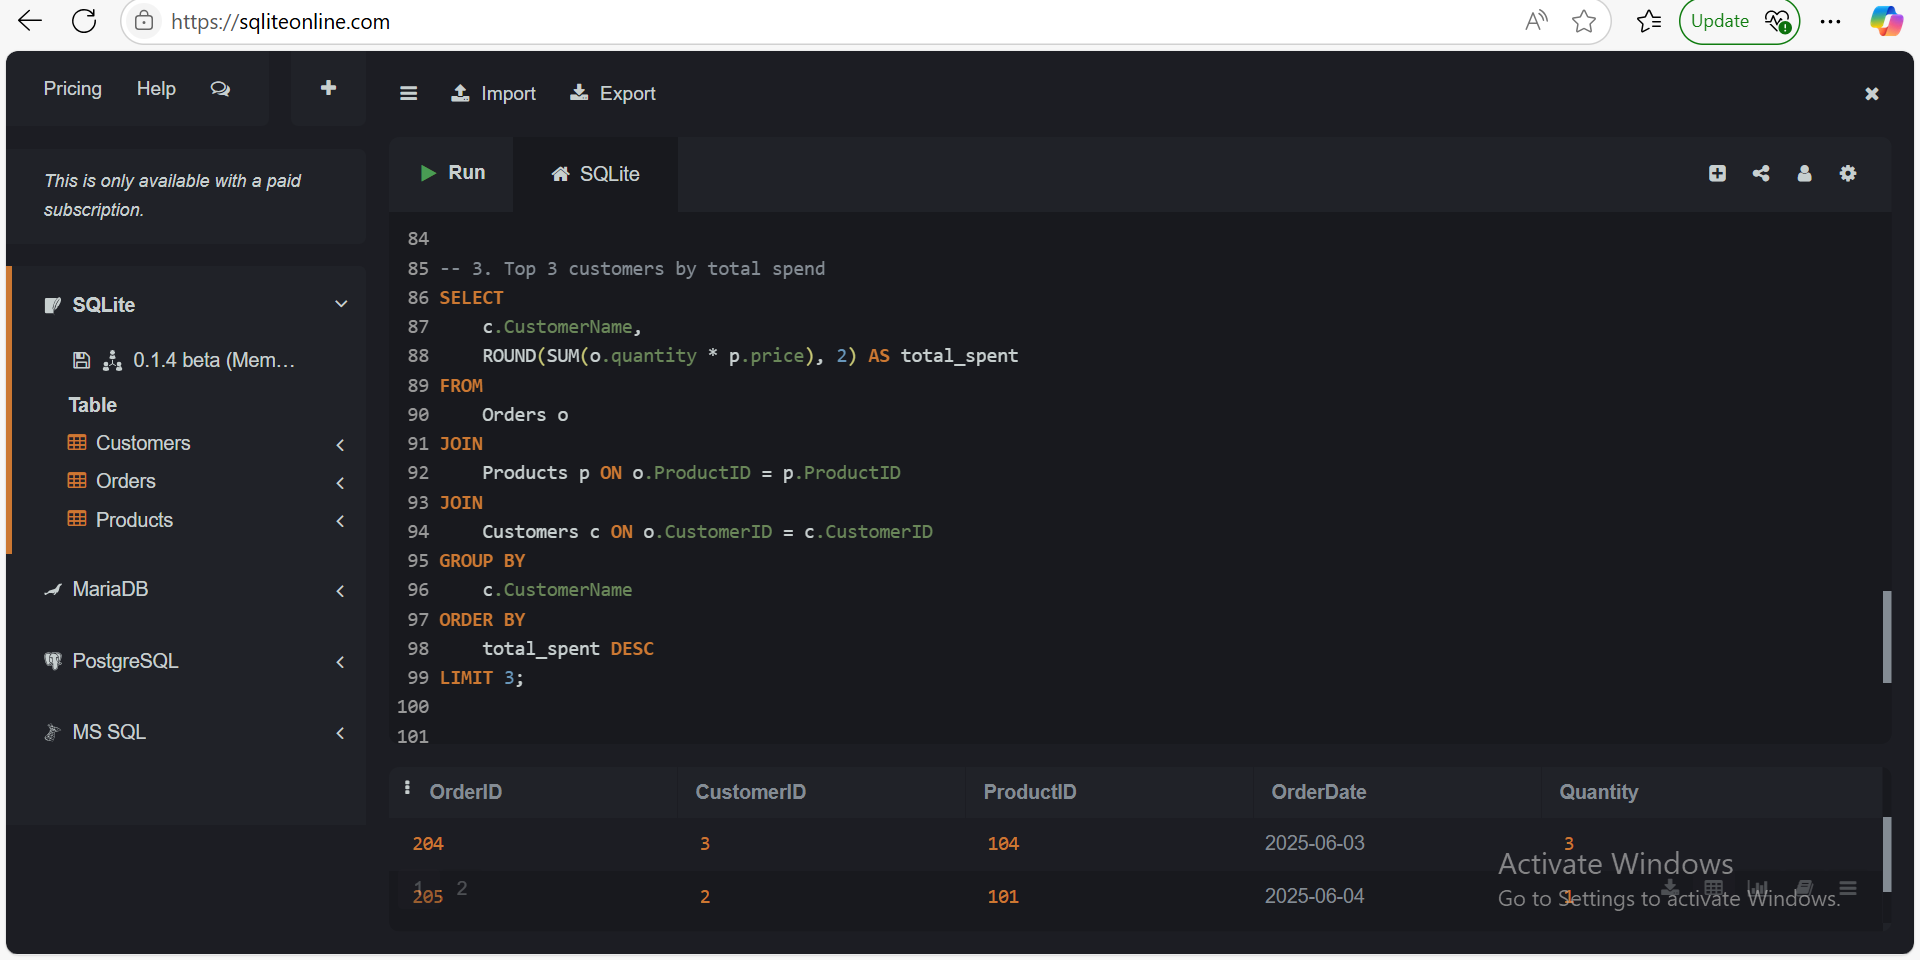 https://sqliteonline.com
Update
Pricing Help
Import Export
This is only available with a paid
subscription.
Run SQLite
SQLite
0.1.4 beta (Mem...
Table
Customers
Orders
Products
MariaDB
PostgreSQL
MS SQL
84
85 -- 3. Top 3 customers by total spend
86 SELECT
87     c.CustomerName,
88     ROUND(SUM(o.quantity * p.price), 2) AS total_spent
89 FROM
90     Orders o
91 JOIN
92     Products p ON o.ProductID = p.ProductID
93 JOIN
94     Customers c ON o.CustomerID = c.CustomerID
95 GROUP BY
96     c.CustomerName
97 ORDER BY
98     total_spent DESC
99 LIMIT 3;
100
101
OrderID CustomerID ProductID OrderDate Quantity
204 3 104 2025-06-03 3
205 2 101 2025-06-04 1
1 2
Activate Windows
Go to Settings to activate Windows.